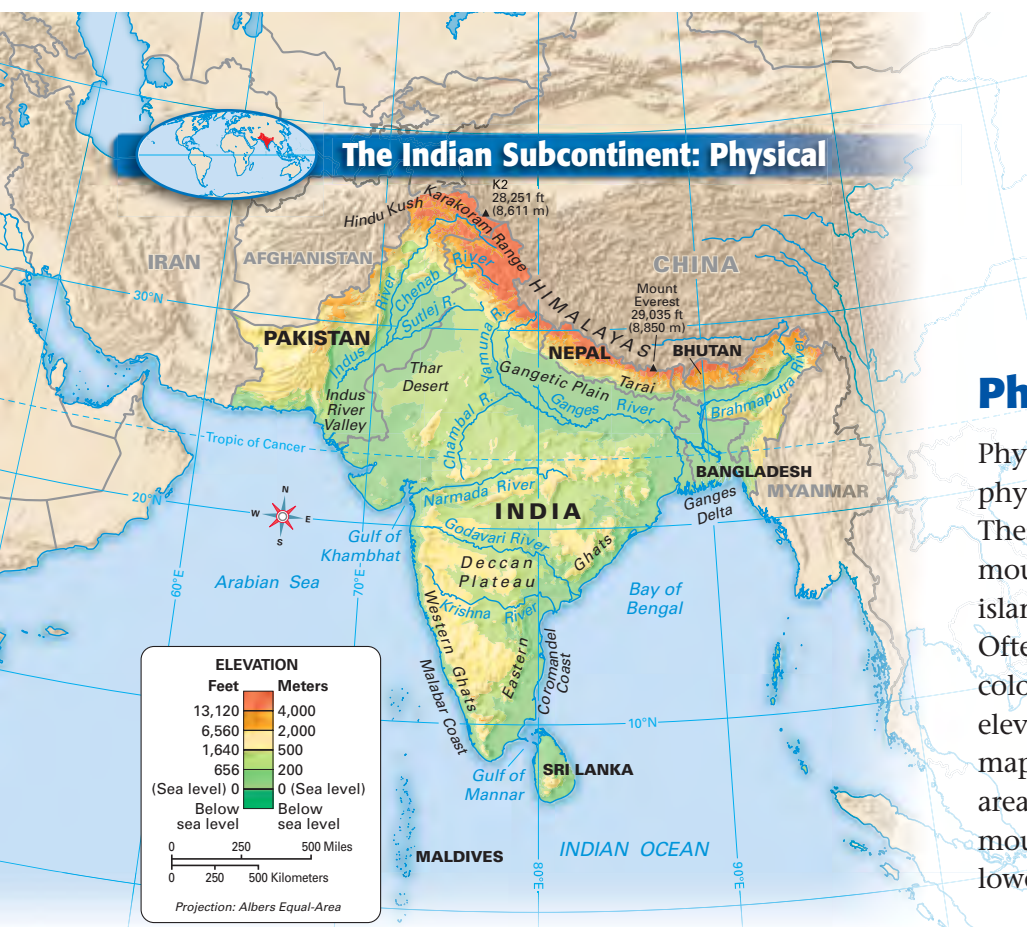 The Indian Subcontinent: Physical
K2
28,251 ft
(8,611 m)
Hindu Kush
Karakoram Range
IRAN
AFGHANISTAN
CHINA
30°N
River
Chenab
River
Sutlej R.
HIMALAYAS
Mount
Everest
29,035 ft
(8,850 m)
PAKISTAN
Indus
Yamuna R.
NEPAL
BHUTAN
Thar
Desert
Gangetic Plain
Tarai
Indus
River
Valley
Chambal R.
Ganges River
Brahmaputra River
Tropic of Cancer
BANGLADESH
MYANMAR
20°N
N
W
E
S
Narmada River
INDIA
Ganges
Delta
Gulf of
Khambhat
Godavari River
Ghats
Arabian Sea
60°E
70°E
Deccan
Plateau
Bay of
Bengal
Krishna River
Western Ghats
Eastern
Coromandel
Coast
Malabar Coast
10°N
Gulf of
Mannar
SRI LANKA
MALDIVES
INDIAN OCEAN
80°E
90°E
ELEVATION
Feet Meters
13,120 4,000
6,560 2,000
1,640 500
656 200
(Sea level) 0 0 (Sea level)
Below Below
sea level sea level
0 250 500 Miles
0 250 500 Kilometers
Projection: Albers Equal-Area
Ph
Phy
phy
The
mou
islan
Ofte
colo
elev
map
area
mou
lowe